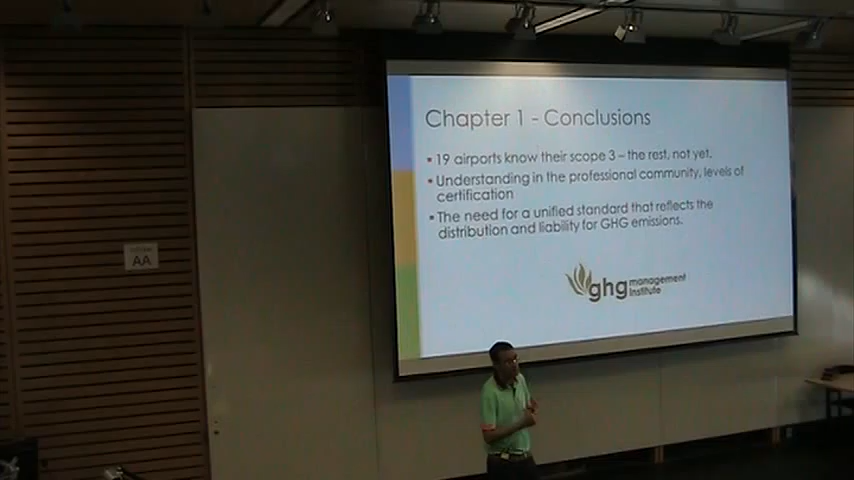 Chapter 1 - Conclusions
19 airports know their scope 3 – the rest, not yet.
Understanding in the professional community, levels of
certification
The need for a unified standard that reflects the
distribution and liability for GHG emissions.
ghg management
institute
AA